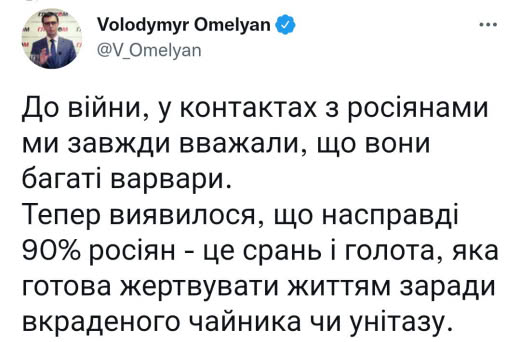 Volodymyr Omelyan
@V_Omelyan
До війни, у контактах з росіянами
ми завжди вважали, що вони
багаті варвари.
Тепер виявилося, що насправді
90% росіян - це срань і голота, яка
готова жертвувати життям заради
вкраденого чайника чи унітазу.